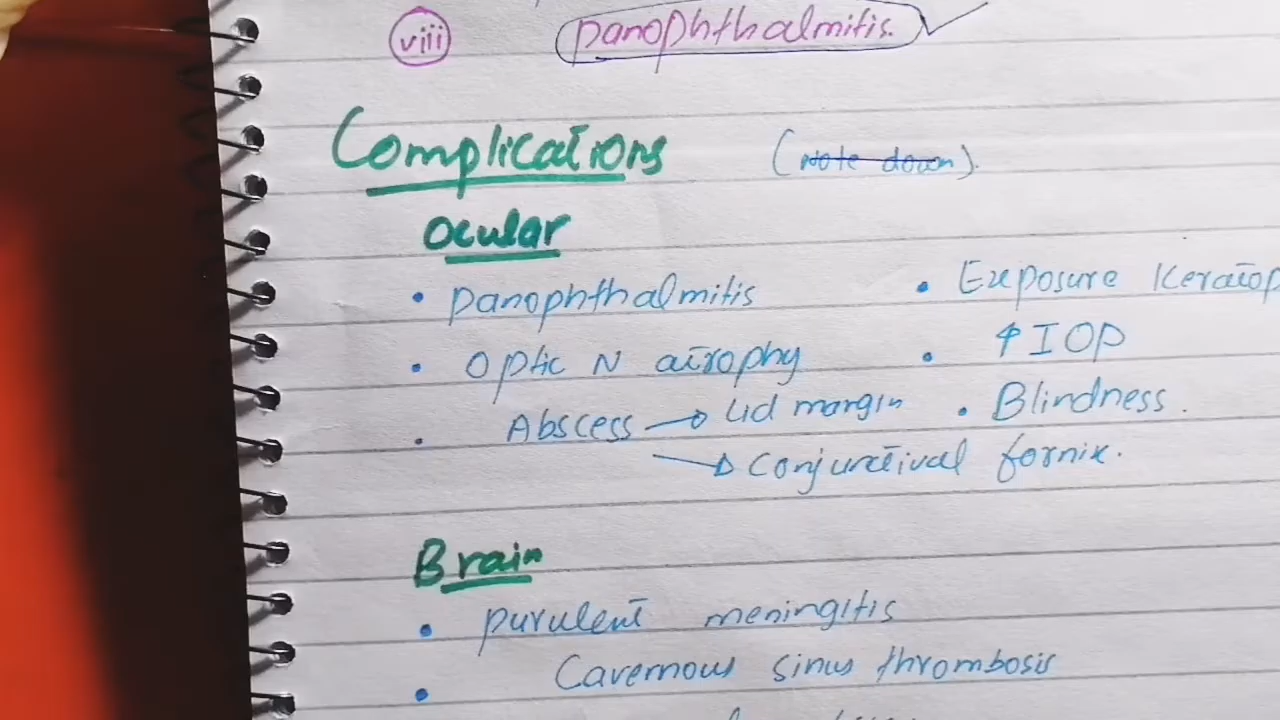 viii panophthalmitis.
Complications (Note down).
Ocular
• panophthalmitis • Exposure
• Optic N atrophy • ↑ IOP
• Abscess → Lid margin • Blindness.
→ Conjunctival fornix.
Brain
• purulent meningitis
• Cavernous sinus thrombosis